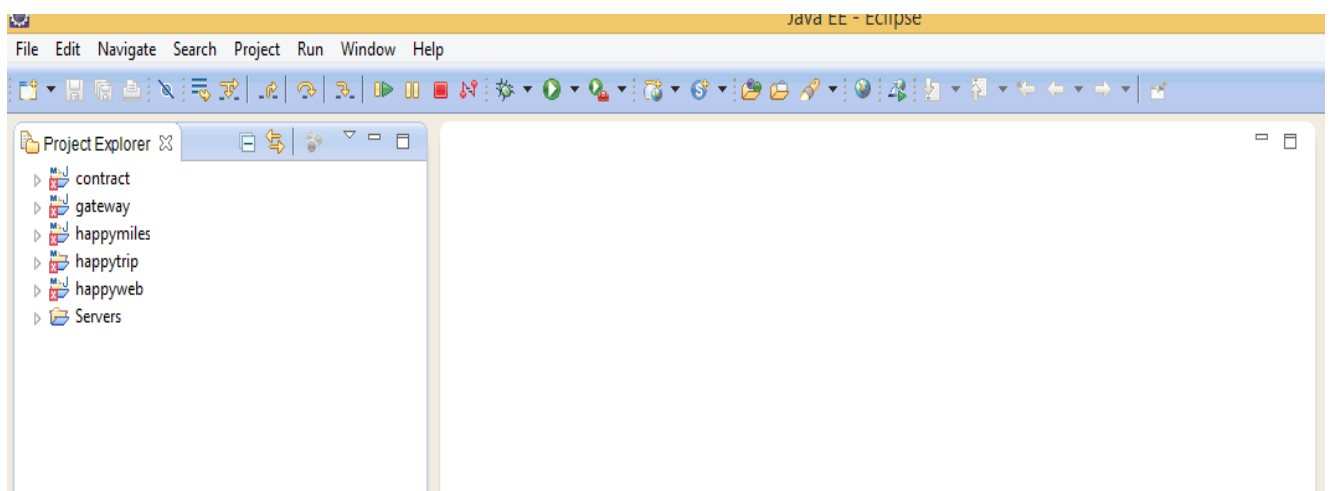 Java EE - Eclipse
File Edit Navigate Search Project Run Window Help
Project Explorer
contract
gateway
happymiles
happytrip
happyweb
Servers